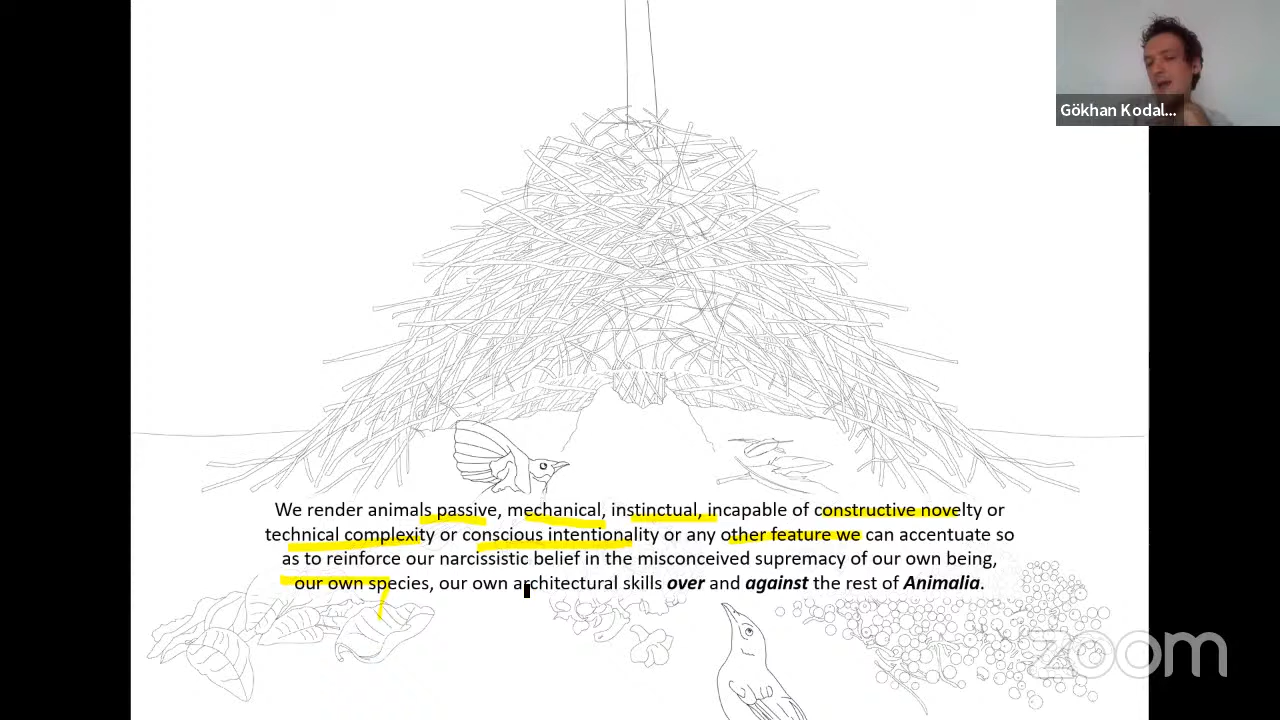 Gökhan Kodal...
We render animals passive, mechanical, instinctual, incapable of constructive novelty or
technical complexity or conscious intentionality or any other feature we can accentuate so
as to reinforce our narcissistic belief in the misconceived supremacy of our own being,
our own species, our own architectural skills over and against the rest of Animalia.
zoom